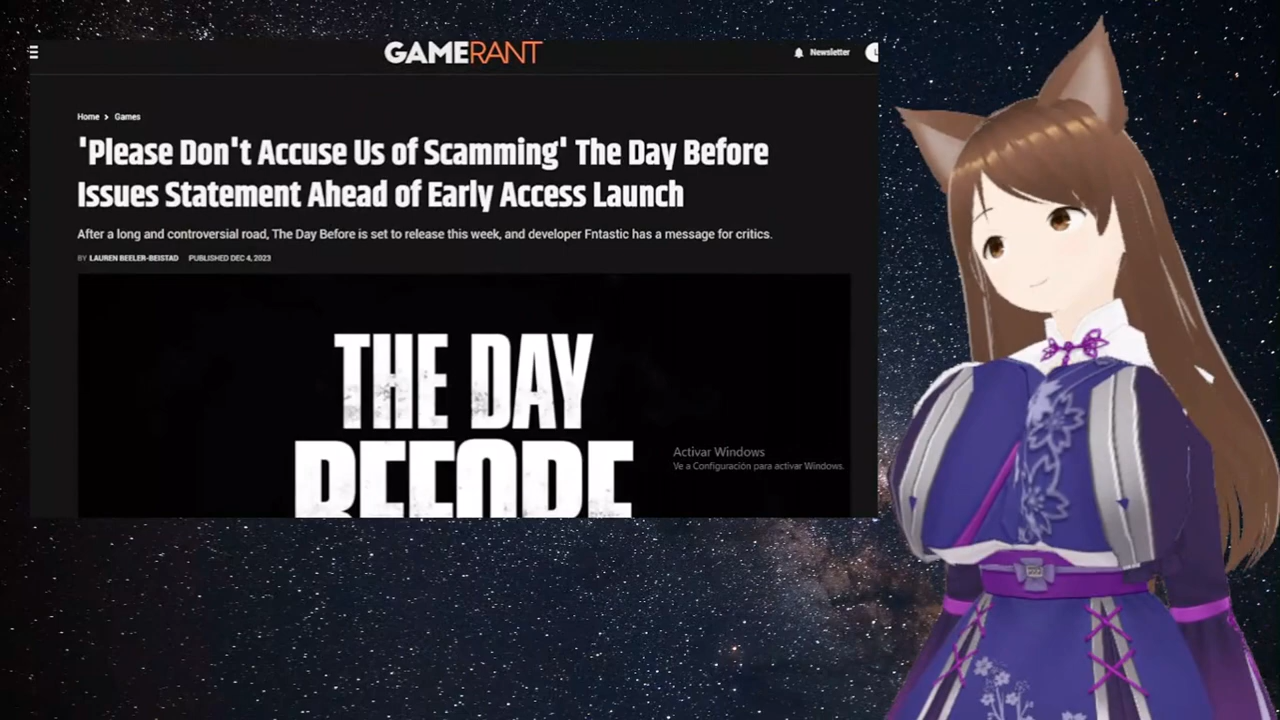 GAMERANT
Newsletter
Home > Games
'Please Don't Accuse Us of Scamming' The Day Before
Issues Statement Ahead of Early Access Launch
After a long and controversial road, The Day Before is set to release this week, and developer Fntastic has a message for critics.
BY LAUREN BEELER-BEISTAD PUBLISHED DEC 4, 2023
THE DAY
BEFORE
Activar Windows
Ve a Configuración para activar Windows.